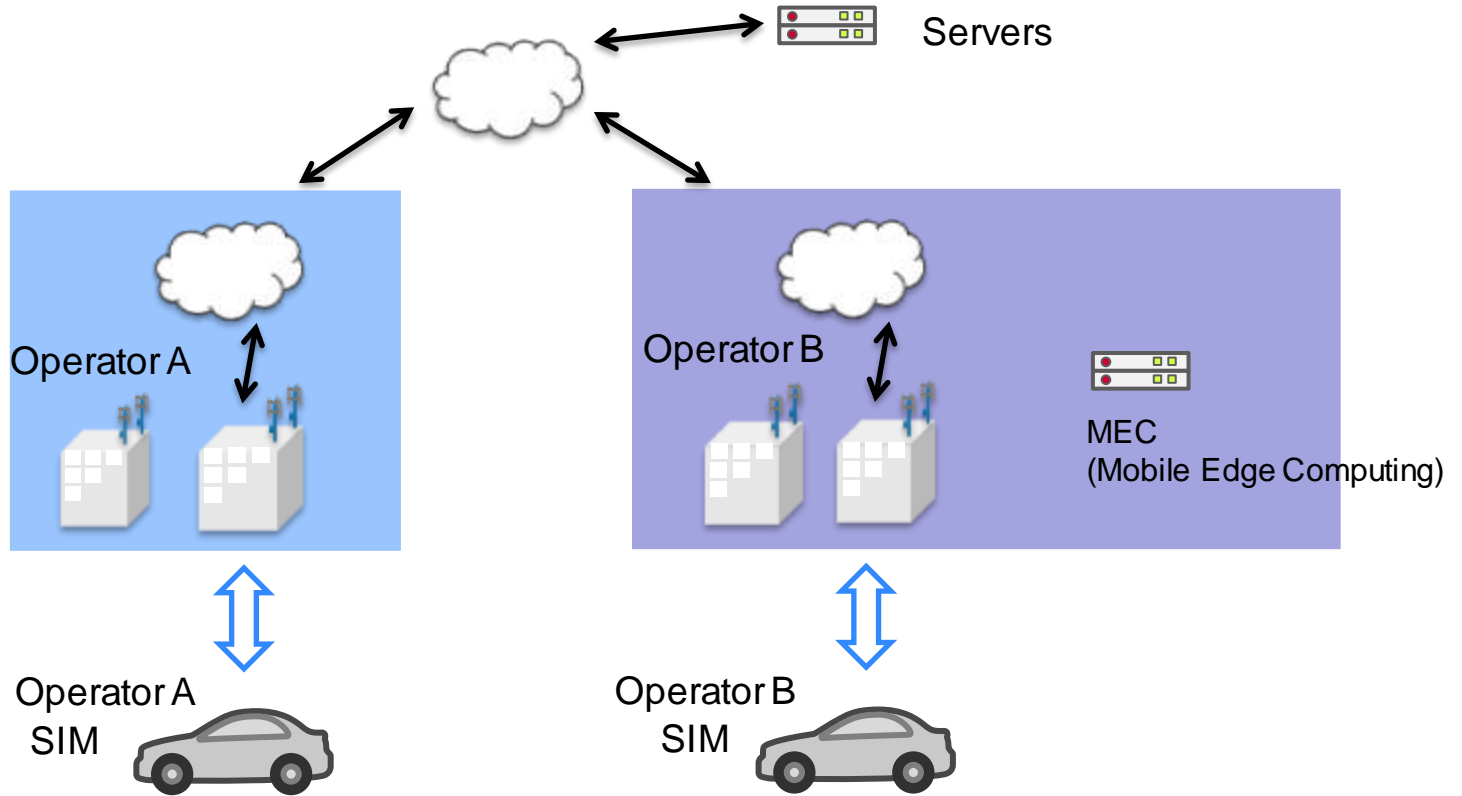 Servers
Operator A
Operator B
MEC
(Mobile Edge Computing)
Operator A
SIM
Operator B
SIM